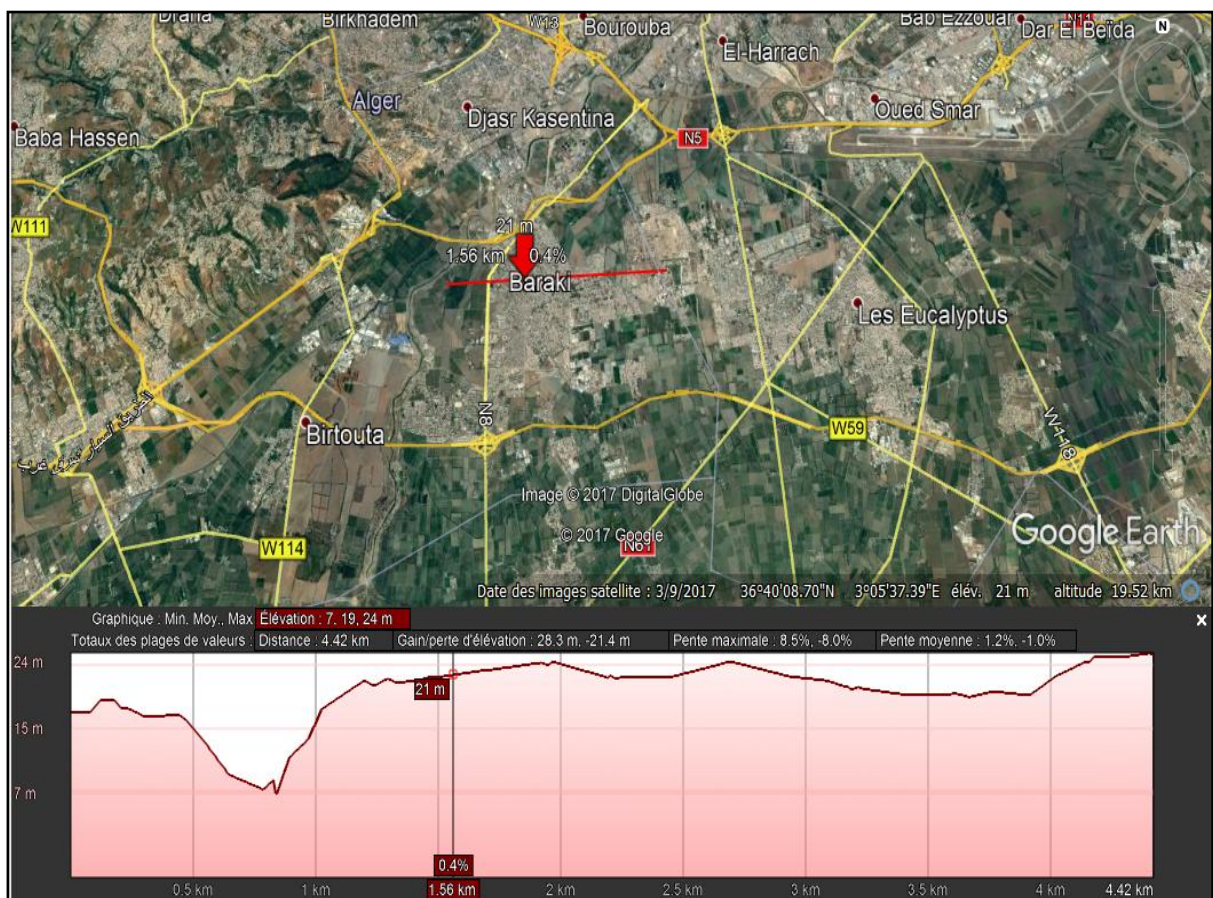 Draria
Birkhadem
W13
Bourouba
Bab Ezzouar
N11
Dar El Beïda
N
El-Harrach
Alger
Djasr Kasentina
Oued Smar
Baba Hassen
N5
W111
21 m
1.56 km 0.4%
Baraki
Les Eucalyptus
N8
W59
W118
Birtouta
Image © 2017 DigitalGlobe
© 2017 Google
N61
W114
Google Earth
Date des images satellite : 3/9/2017 36°40'08.70"N 3°05'37.39"E élév. 21 m altitude 19.52 km
Graphique : Min. Moy., Max Élévation : 7, 19, 24 m
Totaux des plages de valeurs : Distance : 4.42 km Gain/perte d'élévation : 28.3 m, -21.4 m Pente maximale : 8.5%, -8.0% Pente moyenne : 1.2%, -1.0%
24 m
21 m
15 m
7 m
0.4%
0.5 km 1 km 1.56 km 2 km 2.5 km 3 km 3.5 km 4 km 4.42 km